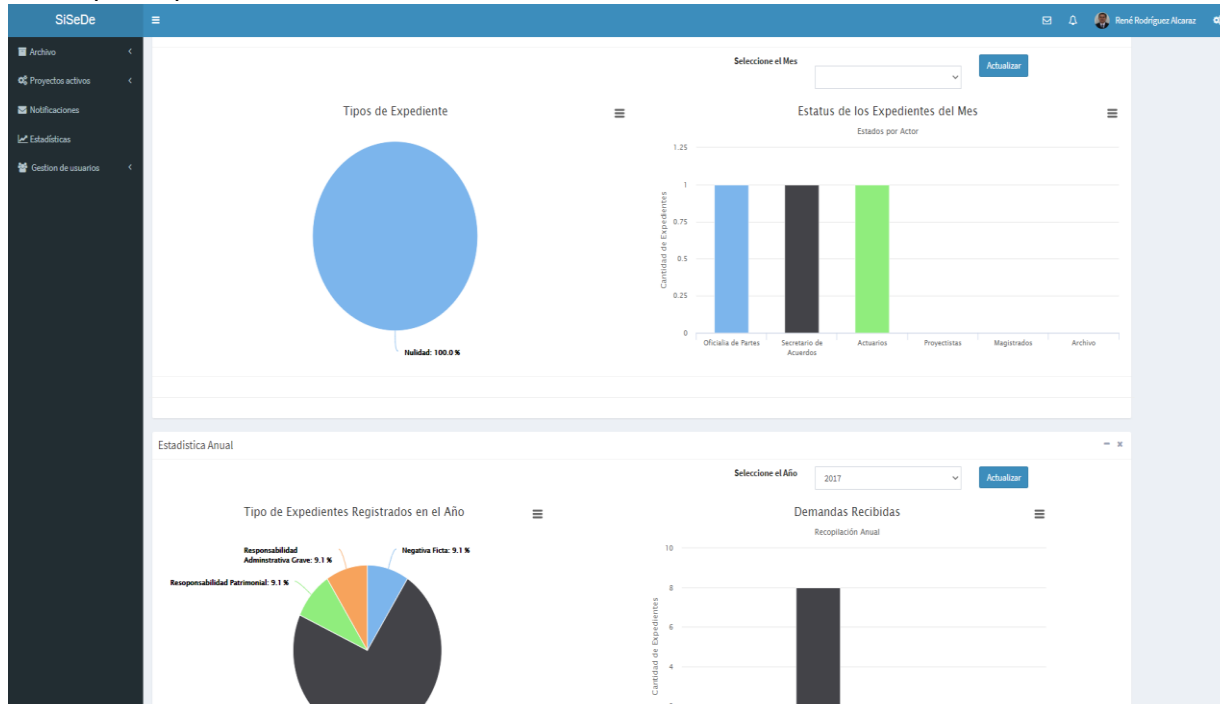 SiSeDe
René Rodríguez Alcaraz
Archivo
Proyectos activos
Notificaciones
Estadísticas
Gestion de usuarios
Seleccione el Mes
Actualizar
Tipos de Expediente
Nulidad: 100.0 %
Estatus de los Expedientes del Mes
Estados por Actor
Cantidad de Expedientes
1.25
1
0.75
0.5
0.25
0
Oficialia de Partes
Secretario de
Acuerdos
Actuarios
Proyectistas
Magistrados
Archivo
Estadística Anual
Seleccione el Año
2017
Actualizar
Tipo de Expedientes Registrados en el Año
Responsabilidad
Adminstrativa Grave: 9.1 %
Negativa Ficta: 9.1 %
Resoponsabilidad Patrimonial: 9.1 %
Demandas Recibidas
Recopilación Anual
Cantidad de Expedientes
10
8
6
4